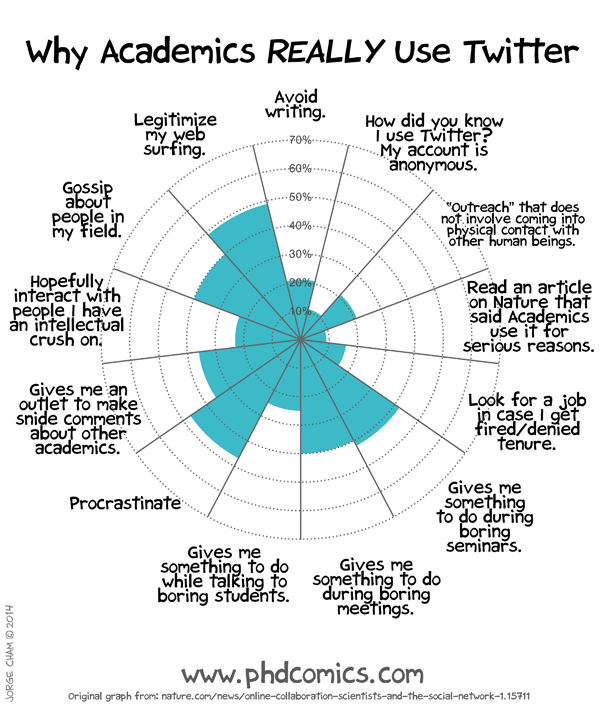 Why Academics REALLY Use Twitter
Avoid
writing.
How did you know
I use Twitter?
My account is
anonymous.
"Outreach" that does
not involve coming into
physical contact with
other human beings.
Read an article
on Nature that
said Academics
use it for
serious reasons.
Look for a job
in case I get
fired/denied
tenure.
Gives me
something
to do during
boring
seminars.
Gives me
something to do
during boring
meetings.
Gives me
something to do
while talking to
boring students.
Procrastinate
Gives me an
outlet to make
snide comments
about other
academics.
Hopefully
interact with
people I have
an intellectual
crush on.
Gossip
about
people in
my field.
Legitimize
my web
surfing.
70%
60%
50%
40%
30%
20%
10%
JORGE CHAM © 2014
www.phdcomics.com
Original graph from: nature.com/news/online-collaboration-scientists-and-the-social-network-1.15711